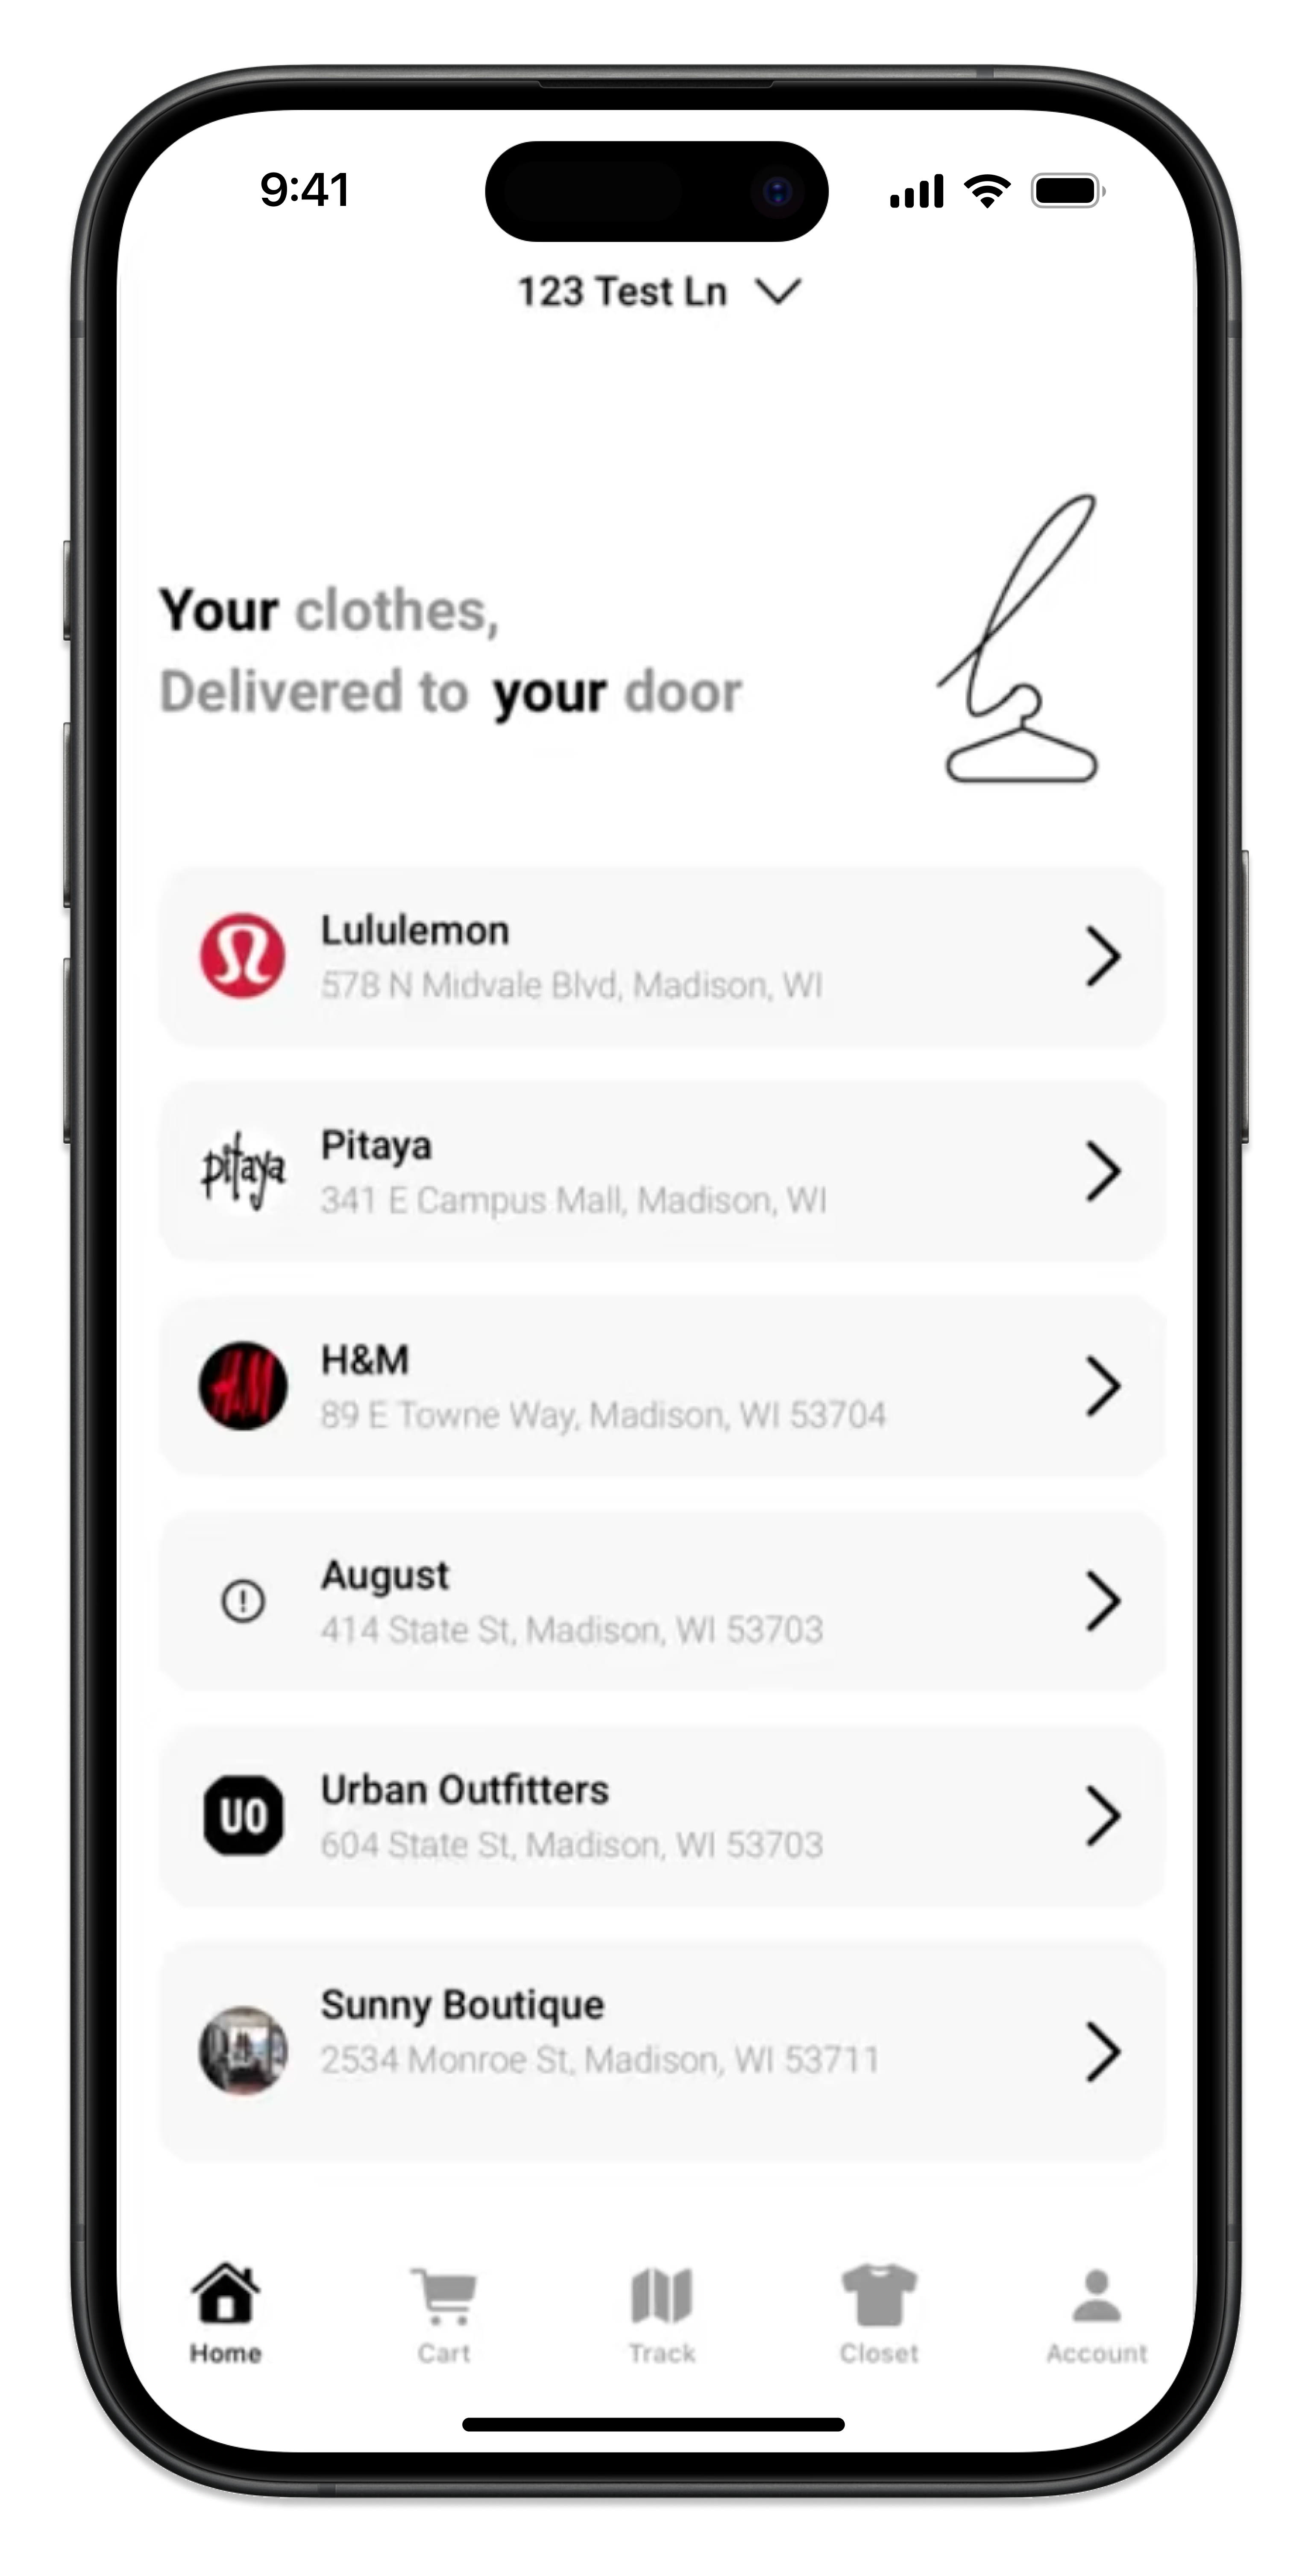 9:41
123 Test Ln
Your clothes,
Delivered to your door
Lululemon
578 N Midvale Blvd, Madison, WI
pitaya
Pitaya
341 E Campus Mall, Madison, WI
H&M
H&M
89 E Towne Way, Madison, WI 53704
August
414 State St, Madison, WI 53703
UO
Urban Outfitters
604 State St, Madison, WI 53703
Sunny Boutique
2534 Monroe St, Madison, WI 53711
Home Cart Track Closet Account